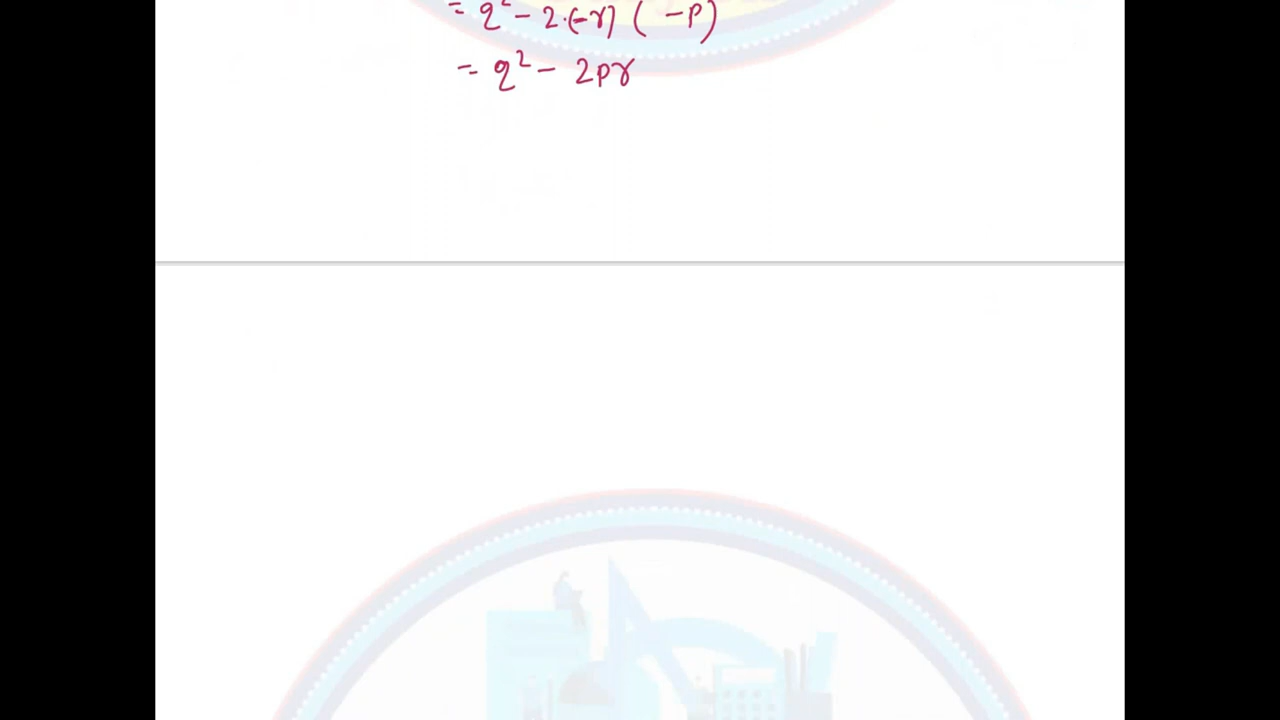 = q² - 2·(-r) ( -p)
= q² - 2pr